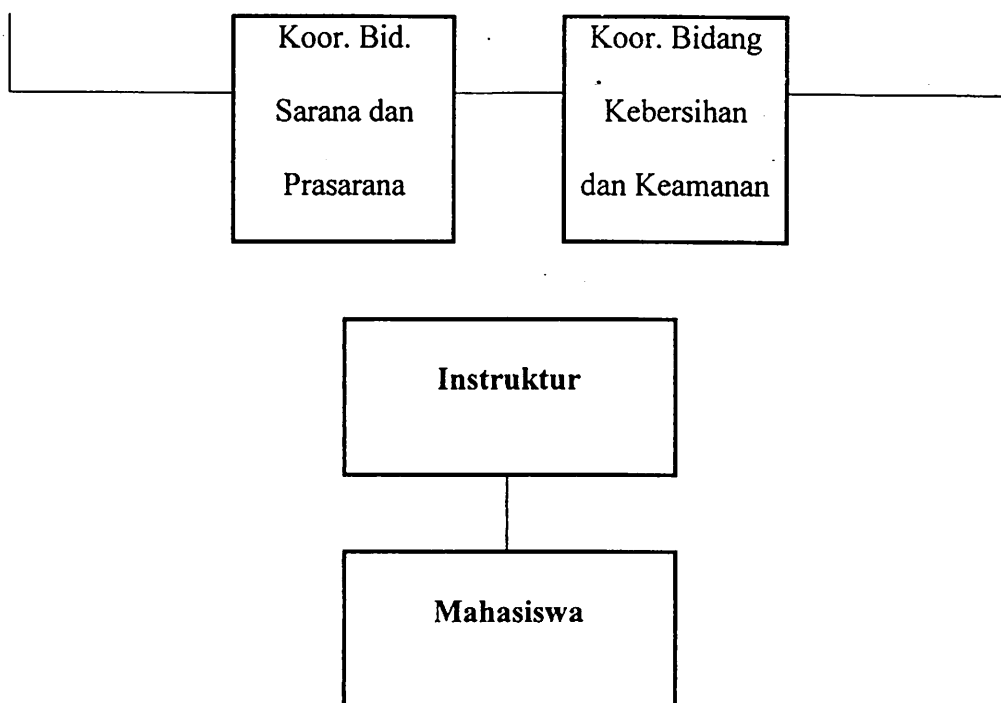 Koor. Bid.
Sarana dan
Prasarana
Koor. Bidang
Kebersihan
dan Keamanan
Instruktur
Mahasiswa